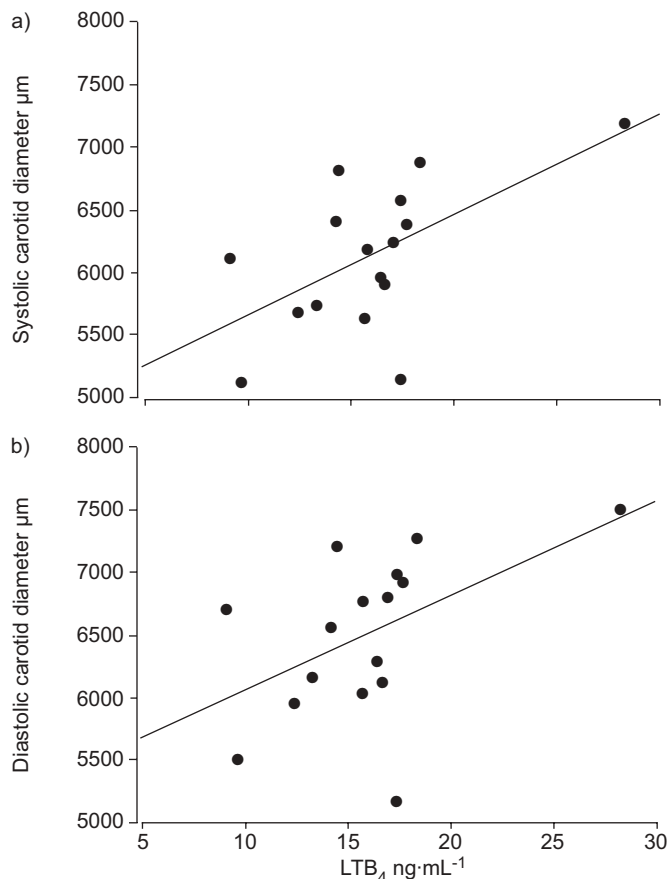 a)
8000
7500
7000
6500
6000
5500
5000
Systolic carotid diameter µm
b)
8000
7500
7000
6500
6000
5500
5000
Diastolic carotid diameter µm
5 10 15 20 25 30
LTB₄ ng·mL⁻¹